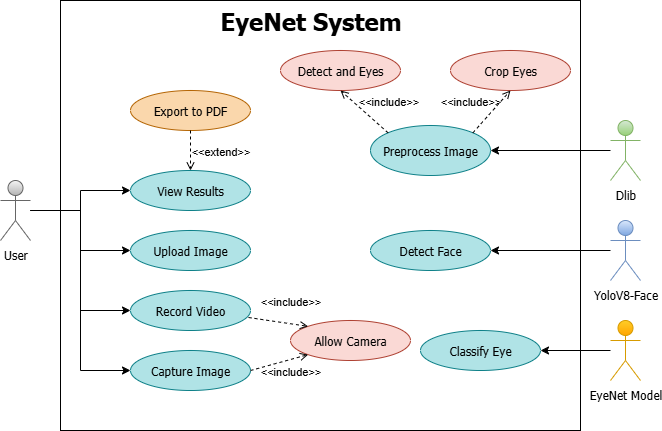 EyeNet System
Detect and Eyes
Crop Eyes
<<include>>
<<include>>
Export to PDF
<<extend>>
Preprocess Image
Dlib
View Results
User
Upload Image
Detect Face
YoloV8-Face
Record Video
<<include>>
Allow Camera
Classify Eye
Capture Image
<<include>>
EyeNet Model